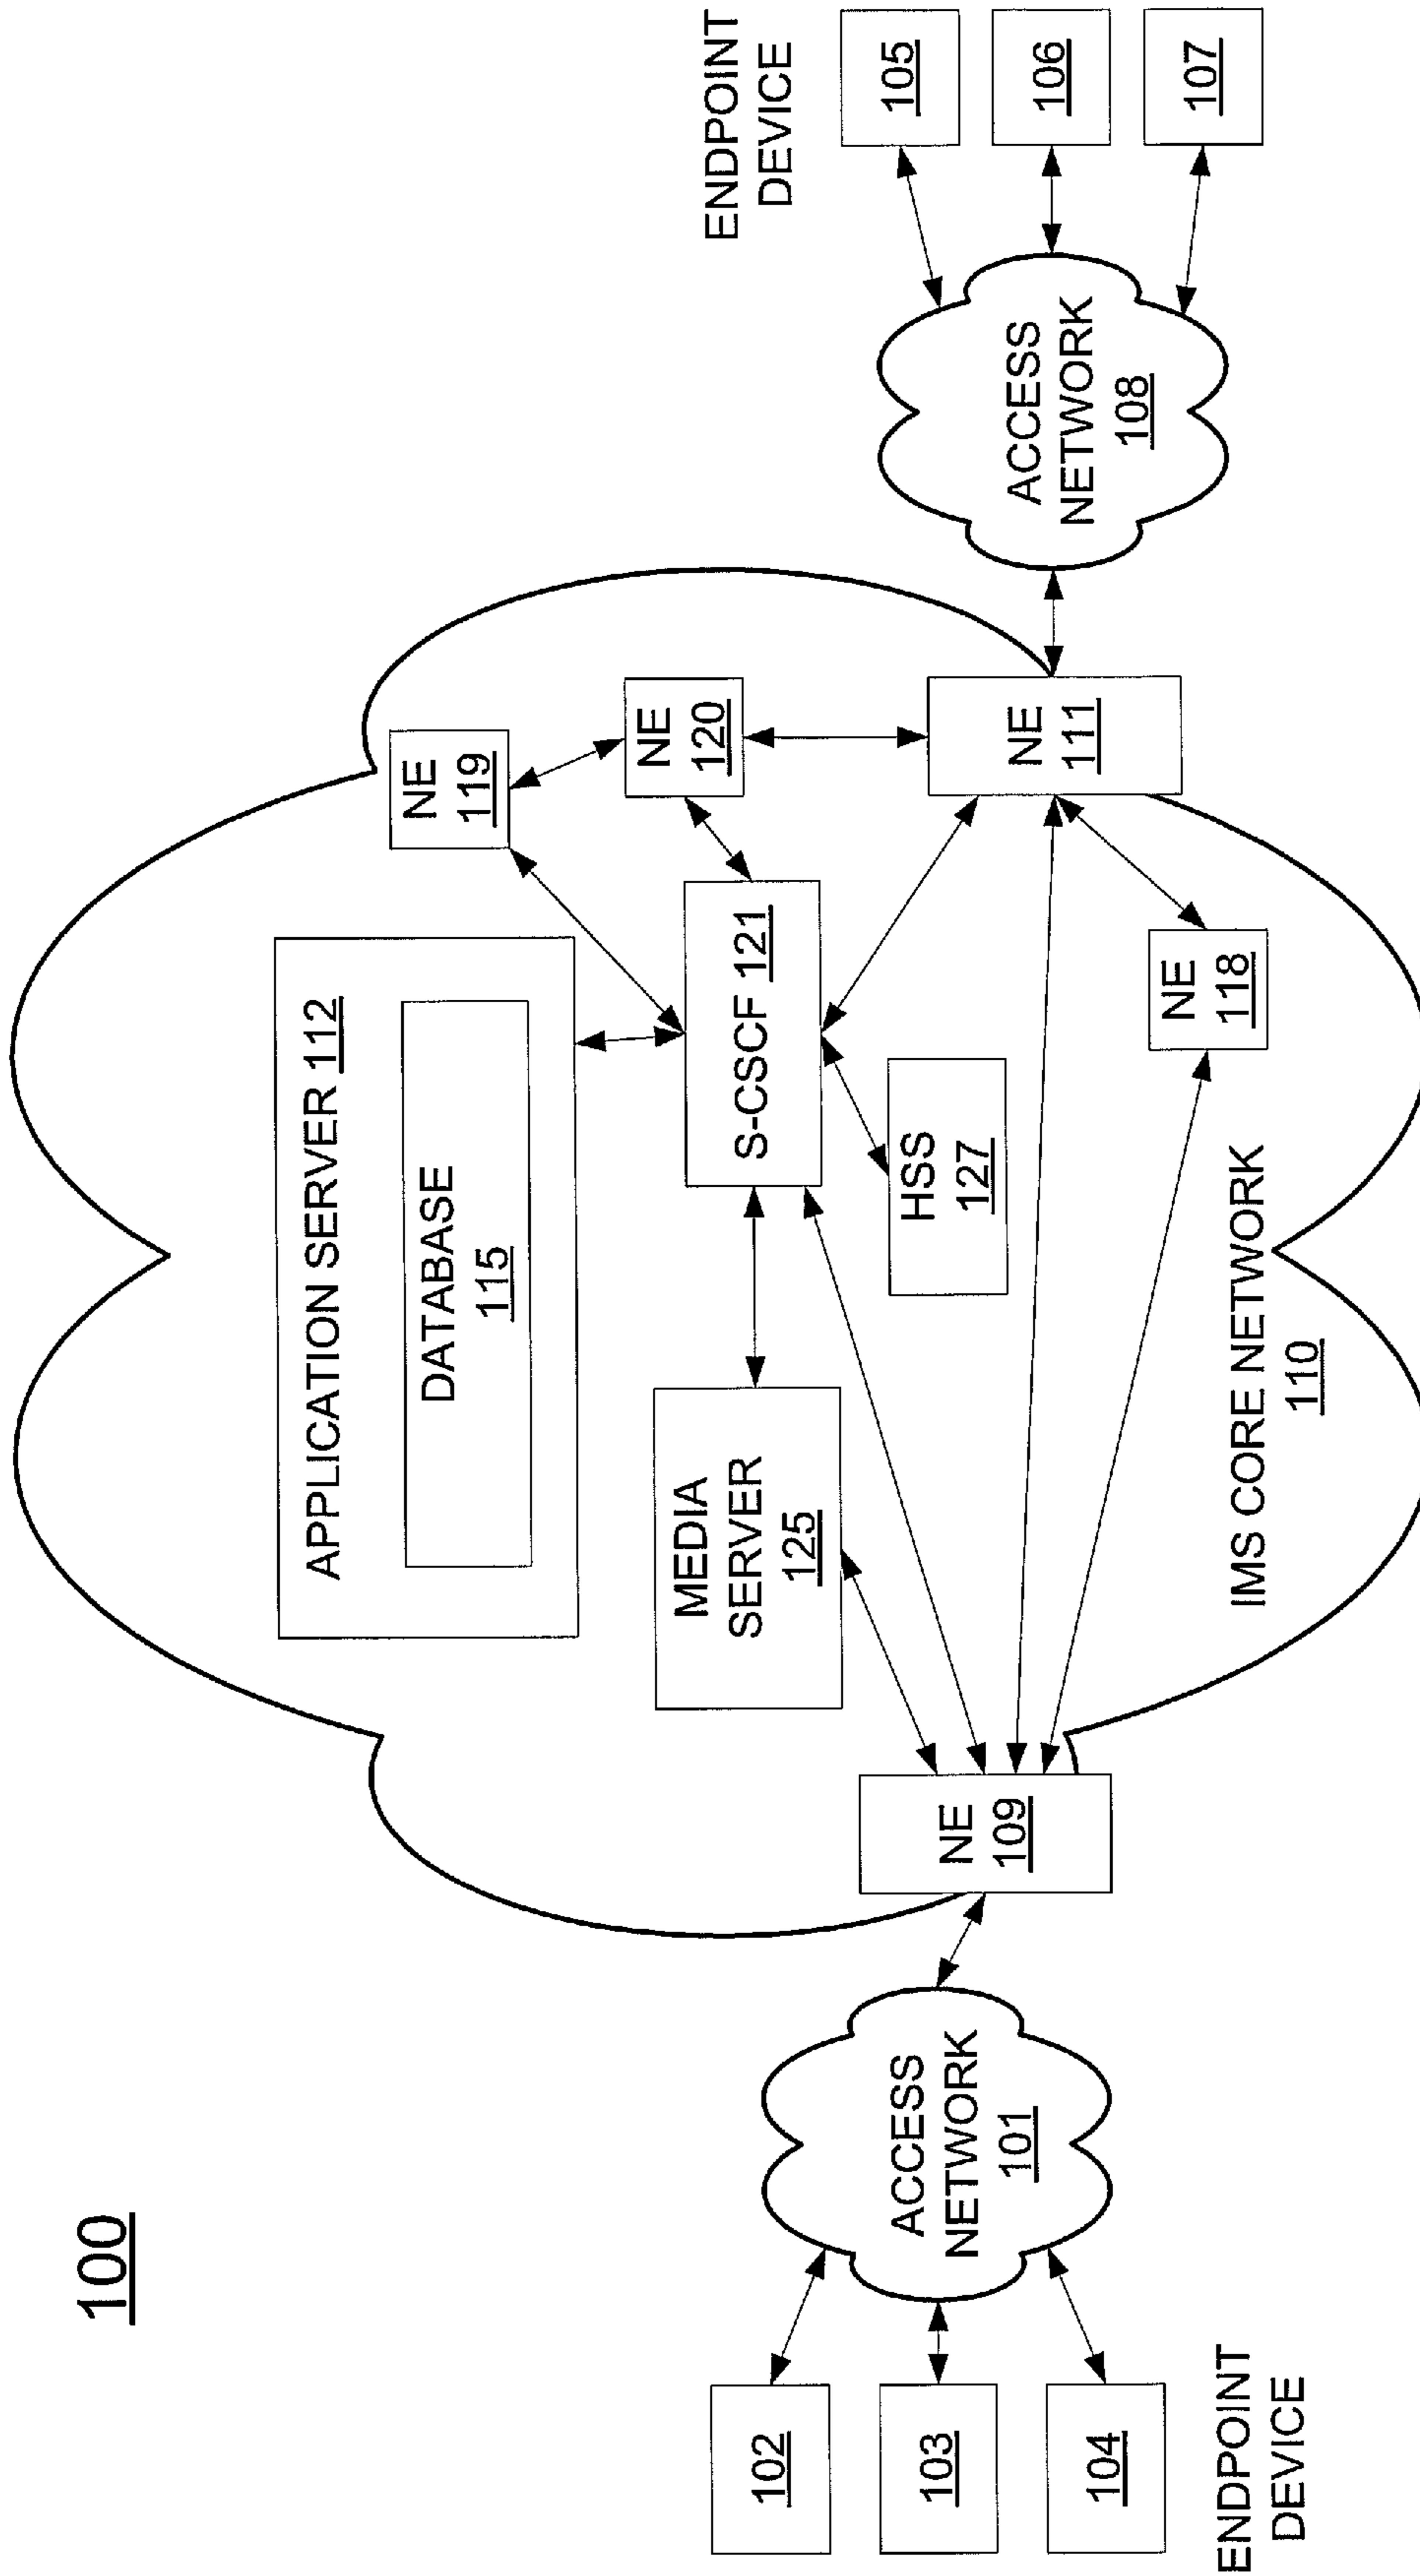 100
APPLICATION SERVER 112
DATABASE
115
NE
119
NE
120
S-CSCF 121
MEDIA
SERVER
125
HSS
127
NE
109
NE
111
NE
118
IMS CORE NETWORK
110
ACCESS
NETWORK
101
102
103
104
ENDPOINT
DEVICE
ACCESS
NETWORK
108
ENDPOINT
DEVICE
105
106
107